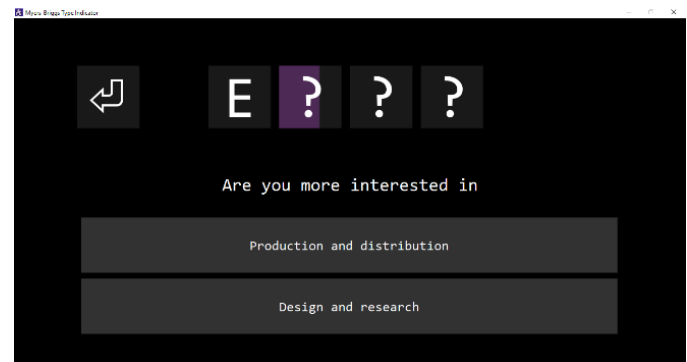 Myers Briggs Type Indicator
E ? ? ?
Are you more interested in
Production and distribution
Design and research